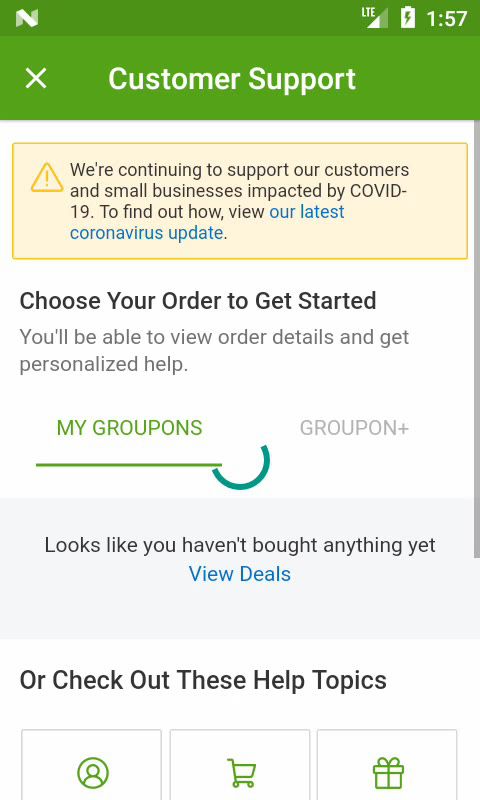 LTE 1:57
Customer Support
We're continuing to support our customers
and small businesses impacted by COVID-
19. To find out how, view our latest
coronavirus update.
Choose Your Order to Get Started
You'll be able to view order details and get
personalized help.
MY GROUPONS GROUPON+
Looks like you haven't bought anything yet
View Deals
Or Check Out These Help Topics